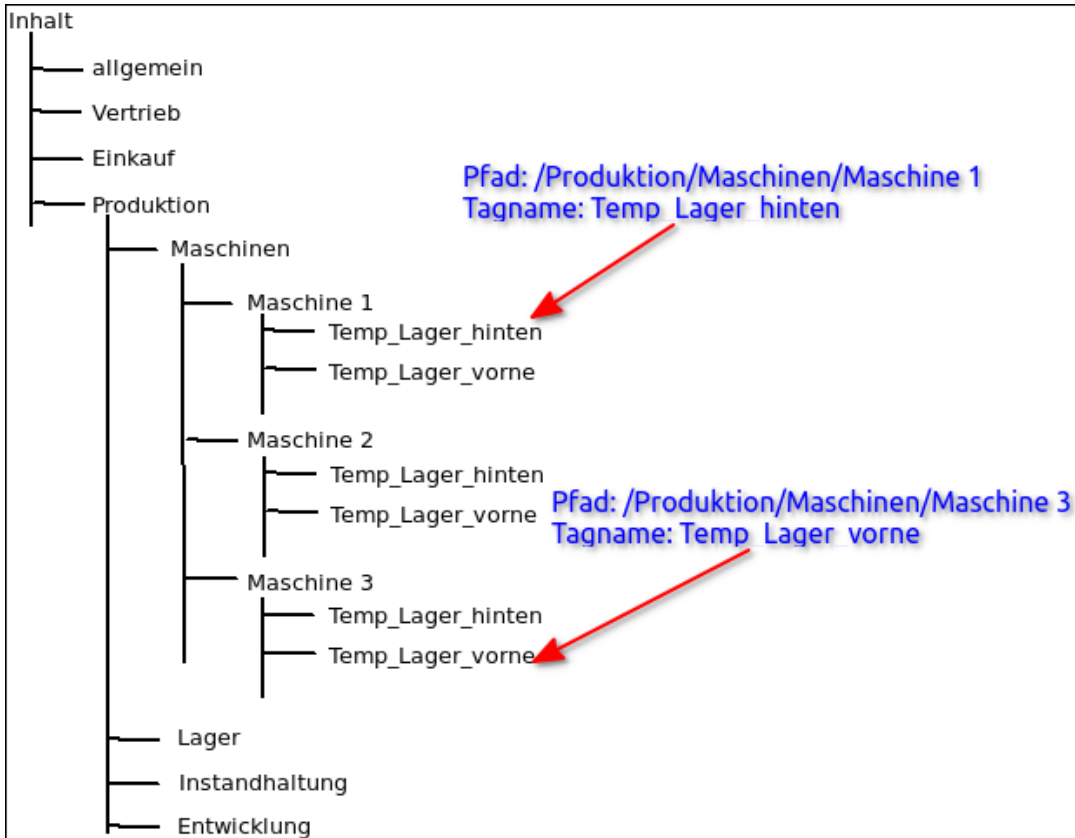 Inhalt
allgemein
Vertrieb
Einkauf
Pfad: /Produktion/Maschinen/Maschine 1
Tagname: Temp_Lager_hinten
Produktion
Maschinen
Maschine 1
Temp_Lager_hinten
Temp_Lager_vorne
Maschine 2
Temp_Lager_hinten
Temp_Lager_vorne
Pfad: /Produktion/Maschinen/Maschine 3
Tagname: Temp_Lager_vorne
Maschine 3
Temp_Lager_hinten
Temp_Lager_vorne
Lager
Instandhaltung
Entwicklung